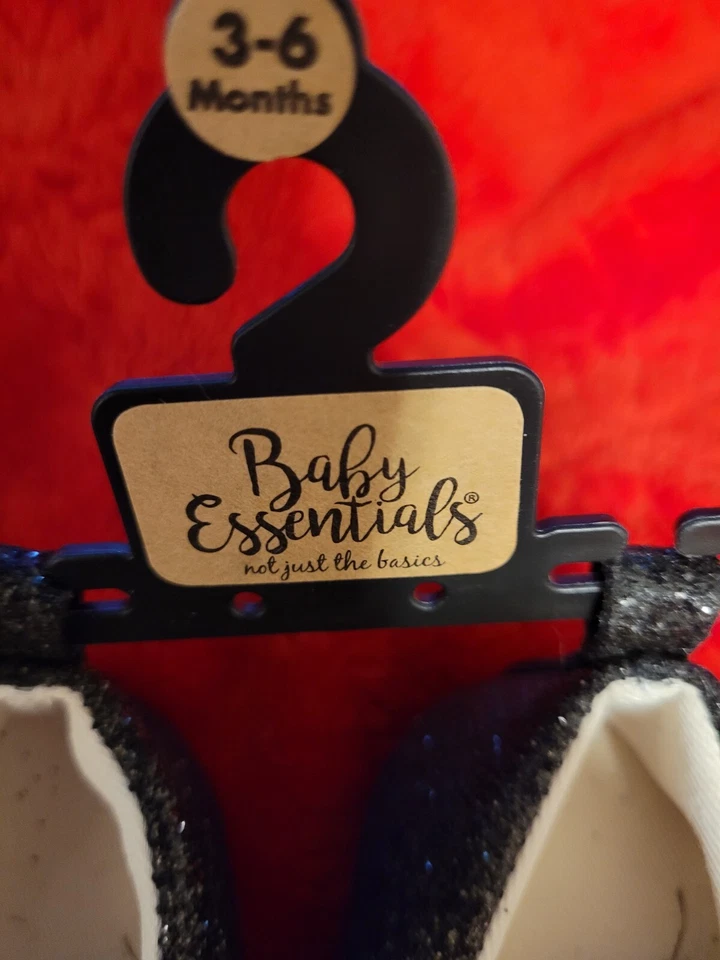 3-6
Months
Baby
Essentials®
not just the basics